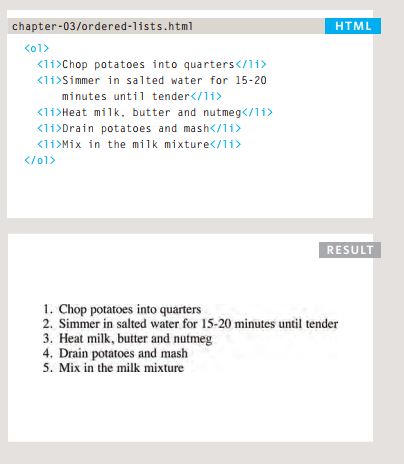 chapter-03/ordered-lists.html HTML
<ol>
<li>Chop potatoes into quarters</li>
<li>Simmer in salted water for 15-20
minutes until tender</li>
<li>Heat milk, butter and nutmeg</li>
<li>Drain potatoes and mash</li>
<li>Mix in the milk mixture</li>
</ol>
RESULT
1. Chop potatoes into quarters
2. Simmer in salted water for 15-20 minutes until tender
3. Heat milk, butter and nutmeg
4. Drain potatoes and mash
5. Mix in the milk mixture